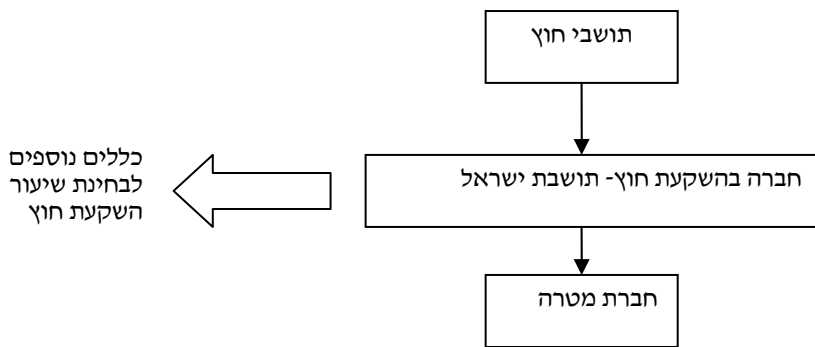 תושבי חוץ
כללים נוספים
לבחינת שיעור
השקעת חוץ
חברה בהשקעת חוץ- תושבת ישראל
חברת מטרה